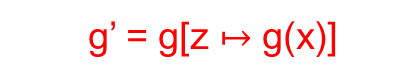 g’ = g[z ↦ g(x)]